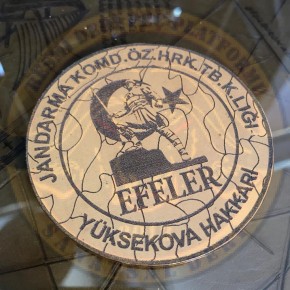 JANDARMA KOMD.ÖZ.HRK.TB.K.LIĞI
EFELER
YÜKSEKOVA HAKKARİ